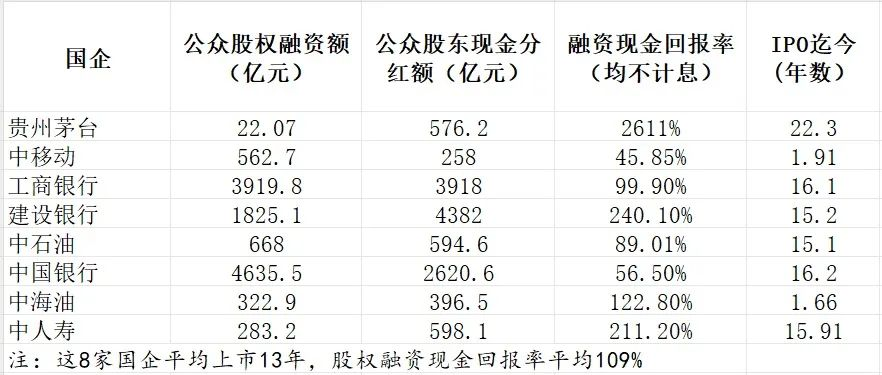 国企 公众股权融资额（亿元） 公众股东现金分红额（亿元） 融资现金回报率（均不计息） IPO迄今(年数)
贵州茅台 22.07 576.2 2611% 22.3
中移动 562.7 258 45.85% 1.91
工商银行 3919.8 3918 99.90% 16.1
建设银行 1825.1 4382 240.10% 15.2
中石油 668 594.6 89.01% 15.1
中国银行 4635.5 2620.6 56.50% 16.2
中海油 322.9 396.5 122.80% 1.66
中人寿 283.2 598.1 211.20% 15.91
注：这8家国企平均上市13年，股权融资现金回报率平均109%